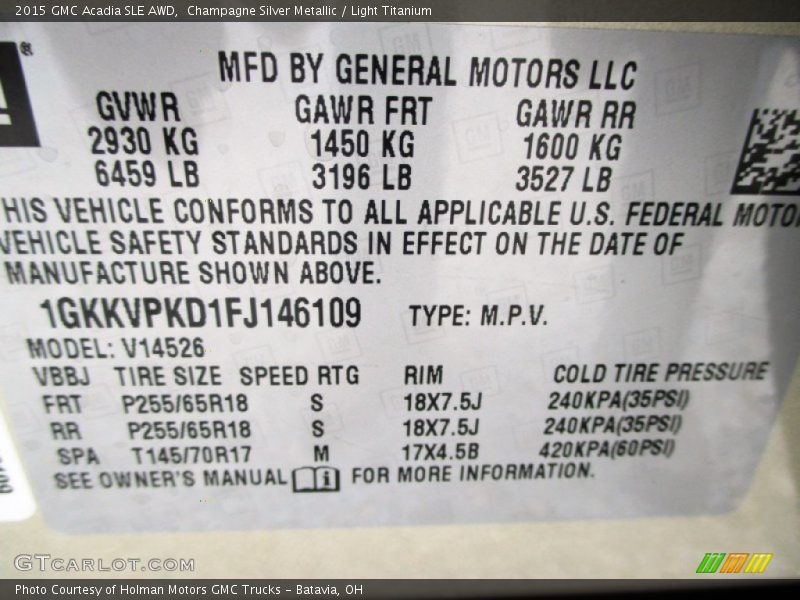 2015 GMC Acadia SLE AWD,  Champagne Silver Metallic / Light Titanium
®
MFD BY GENERAL MOTORS LLC
GVWR GAWR FRT GAWR RR
2930 KG 1450 KG 1600 KG
6459 LB 3196 LB 3527 LB
HIS VEHICLE CONFORMS TO ALL APPLICABLE U.S. FEDERAL MOTO
VEHICLE SAFETY STANDARDS IN EFFECT ON THE DATE OF
MANUFACTURE SHOWN ABOVE.
1GKKVPKD1FJ146109 TYPE: M.P.V.
MODEL: V14526
VBBJ TIRE SIZE SPEED RTG RIM COLD TIRE PRESSURE
FRT P255/65R18 S 18X7.5J 240KPA(35PSI)
RR P255/65R18 S 18X7.5J 240KPA(35PSI)
SPA T145/70R17 M 17X4.5B 420KPA(60PSI)
SEE OWNER'S MANUAL i FOR MORE INFORMATION.
GTCARLOT.COM
Photo Courtesy of Holman Motors GMC Trucks - Batavia, OH